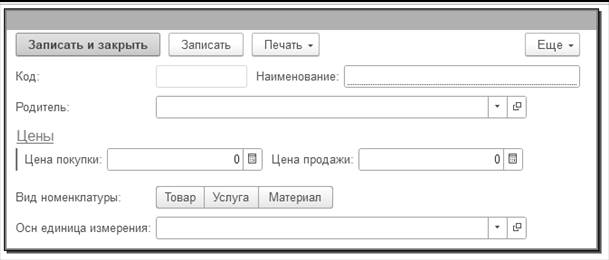 Записать и закрыть Записать Печать Еще
Код: Наименование:
Родитель:
Цены
Цена покупки: 0 Цена продажи: 0
Вид номенклатуры: Товар Услуга Материал
Осн единица измерения: